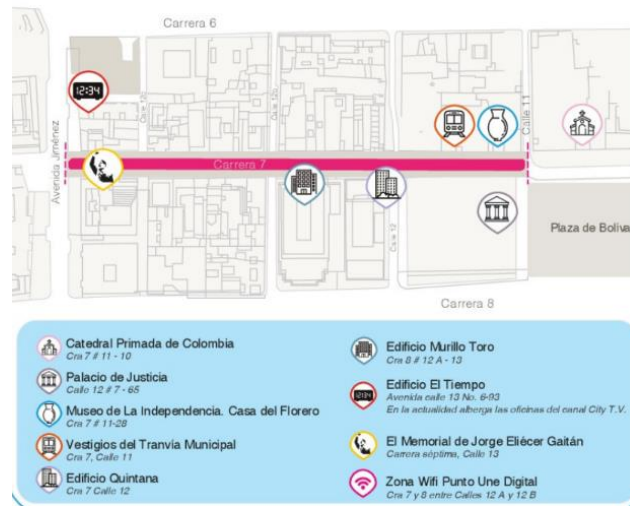 Carrera 6
12:34
Avenida Jiménez
Calle 11
Carrera 7
Calle 12
Plaza de Boliva
Carrera 8
Catedral Primada de Colombia
Cra 7 # 11 - 10
Palacio de Justicia
Calle 12 # 7 - 65
Museo de La Independencia. Casa del Florero
Cra 7 # 11-28
Vestigios del Tranvía Municipal
Cra 7, Calle 11
Edificio Quintana
Cra 7 Calle 12
Edificio Murillo Toro
Cra 8 # 12 A - 13
Edificio El Tiempo
Avenida calle 13 No. 6-93
En la actualidad alberga las oficinas del canal City T.V.
El Memorial de Jorge Eliécer Gaitán
Carrera séptima, Calle 13
Zona Wifi Punto Une Digital
Cra 7 y 8 entre Calles 12 A y 12 B